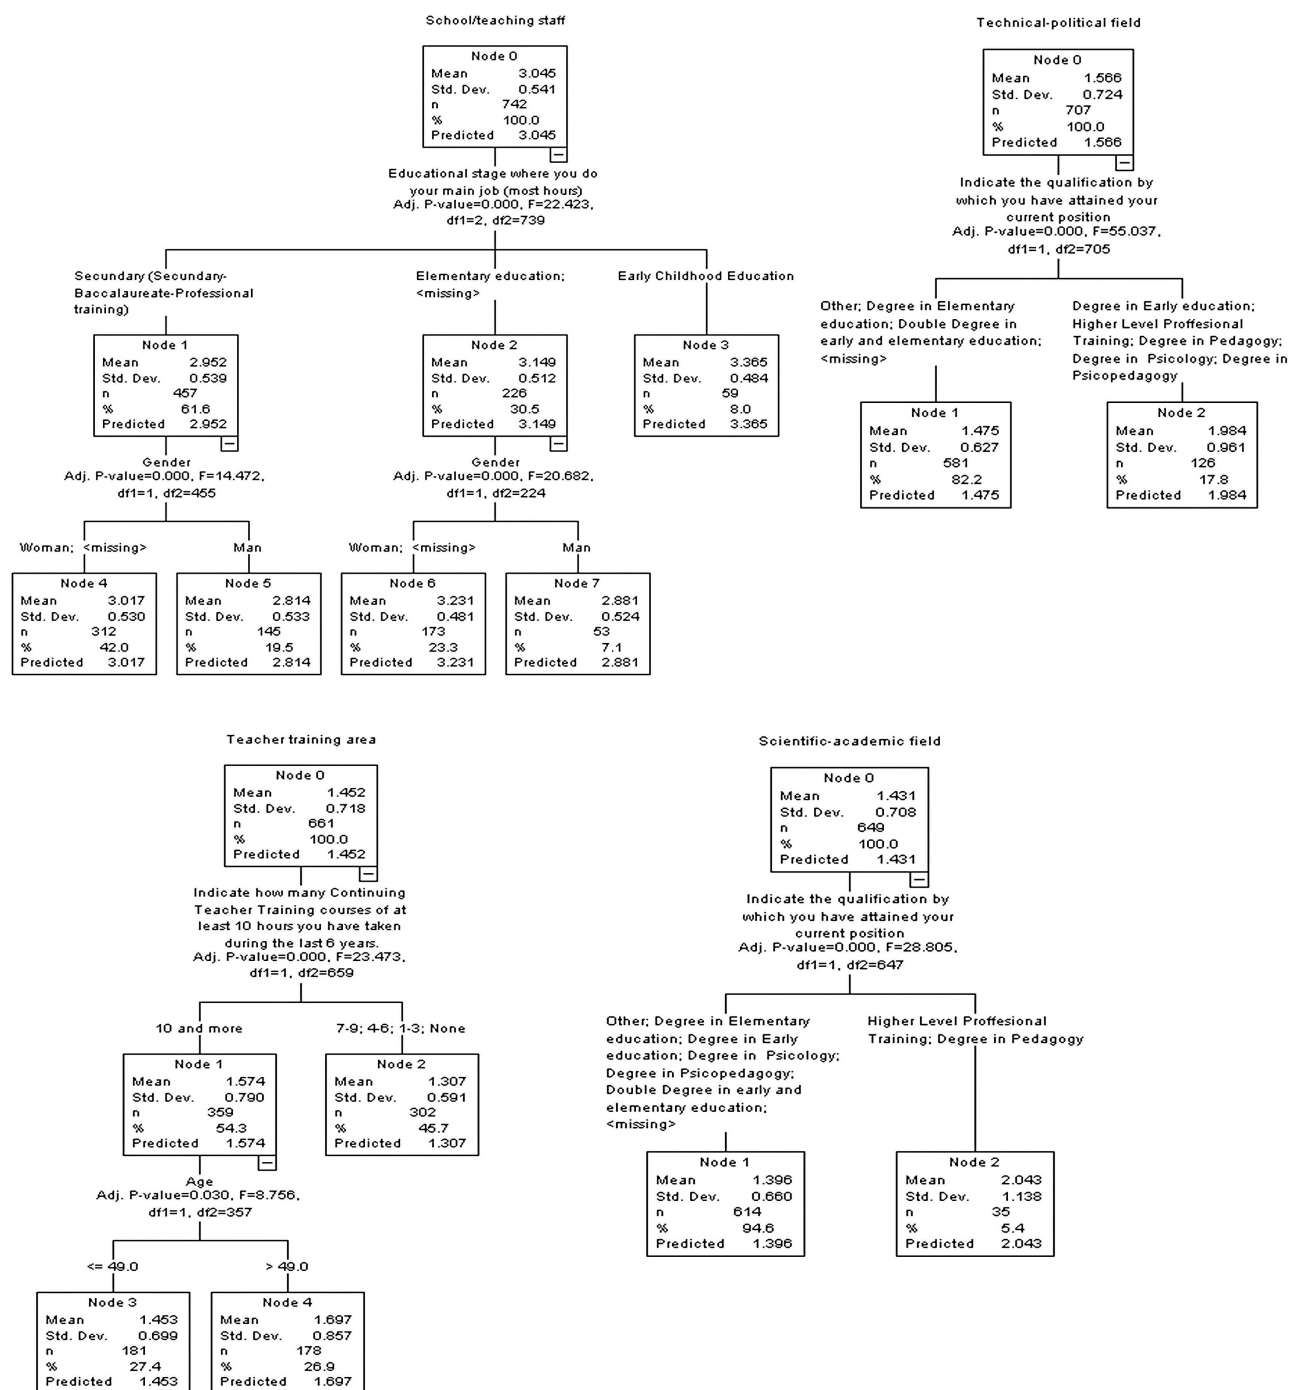 School/teaching staff
Node 0
Mean 3.045
Std. Dev. 0.541
n 742
% 100.0
Predicted 3.045
Educational stage where you do
your main job (most hours)
Adj. P-value=0.000, F=22.423,
df1=2, df2=739
Secundary (Secundary-
Baccalaureate-Professional
training)
Node 1
Mean 2.952
Std. Dev. 0.539
n 457
% 61.6
Predicted 2.952
Gender
Adj. P-value=0.000, F=14.472,
df1=1, df2=455
Woman; <missing>
Node 4
Mean 3.017
Std. Dev. 0.530
n 312
% 42.0
Predicted 3.017
Man
Node 5
Mean 2.814
Std. Dev. 0.533
n 145
% 19.5
Predicted 2.814
Elementary education;
<missing>
Node 2
Mean 3.149
Std. Dev. 0.512
n 226
% 30.5
Predicted 3.149
Gender
Adj. P-value=0.000, F=20.682,
df1=1, df2=224
Woman; <missing>
Node 6
Mean 3.231
Std. Dev. 0.481
n 173
% 23.3
Predicted 3.231
Man
Node 7
Mean 2.881
Std. Dev. 0.524
n 53
% 7.1
Predicted 2.881
Early Childhood Education
Node 3
Mean 3.365
Std. Dev. 0.484
n 59
% 8.0
Predicted 3.365
Technical-political field
Node 0
Mean 1.566
Std. Dev. 0.724
n 707
% 100.0
Predicted 1.566
Indicate the qualification by
which you have attained your
current position
Adj. P-value=0.000, F=55.037,
df1=1, df2=705
Other; Degree in Elementary
education; Double Degree in
early and elementary education;
<missing>
Node 1
Mean 1.475
Std. Dev. 0.627
n 581
% 82.2
Predicted 1.475
Degree in Early education;
Higher Level Proffesional
Training; Degree in Pedagogy;
Degree in Psicology; Degree in
Psicopedagogy
Node 2
Mean 1.984
Std. Dev. 0.961
n 126
% 17.8
Predicted 1.984
Teacher training area
Node 0
Mean 1.452
Std. Dev. 0.718
n 661
% 100.0
Predicted 1.452
Indicate how many Continuing
Teacher Training courses of at
least 10 hours you have taken
during the last 6 years.
Adj. P-value=0.000, F=23.473,
df1=1, df2=659
10 and more
Node 1
Mean 1.574
Std. Dev. 0.790
n 359
% 54.3
Predicted 1.574
7-9; 4-6; 1-3; None
Node 2
Mean 1.307
Std. Dev. 0.591
n 302
% 45.7
Predicted 1.307
Age
Adj. P-value=0.030, F=8.756,
df1=1, df2=357
<= 49.0
Node 3
Mean 1.453
Std. Dev. 0.699
n 181
% 27.4
Predicted 1.453
> 49.0
Node 4
Mean 1.697
Std. Dev. 0.857
n 178
% 26.9
Predicted 1.697
Scientific-academic field
Node 0
Mean 1.431
Std. Dev. 0.708
n 649
% 100.0
Predicted 1.431
Indicate the qualification by
which you have attained your
current position
Adj. P-value=0.000, F=28.805,
df1=1, df2=647
Other; Degree in Elementary
education; Degree in Early
education; Degree in Psicology;
Degree in Psicopedagogy;
Double Degree in early and
elementary education;
<missing>
Node 1
Mean 1.396
Std. Dev. 0.660
n 614
% 94.6
Predicted 1.396
Higher Level Proffesional
Training; Degree in Pedagogy
Node 2
Mean 2.043
Std. Dev. 1.138
n 35
% 5.4
Predicted 2.043